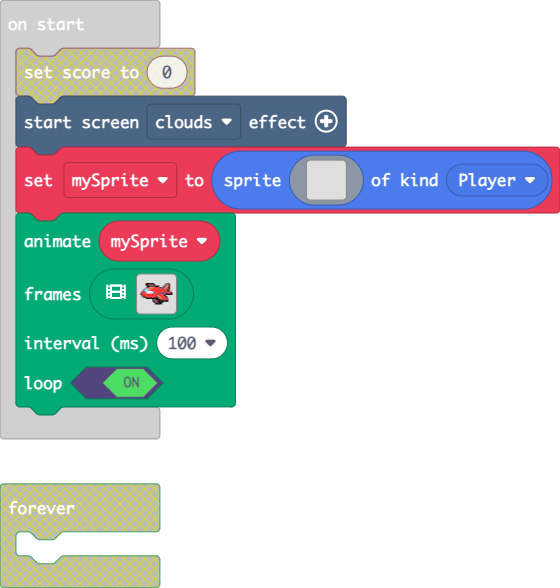 on start
set score to 0
start screen clouds effect
set mySprite to sprite of kind Player
animate mySprite
frames
interval (ms) 100
loop ON
forever